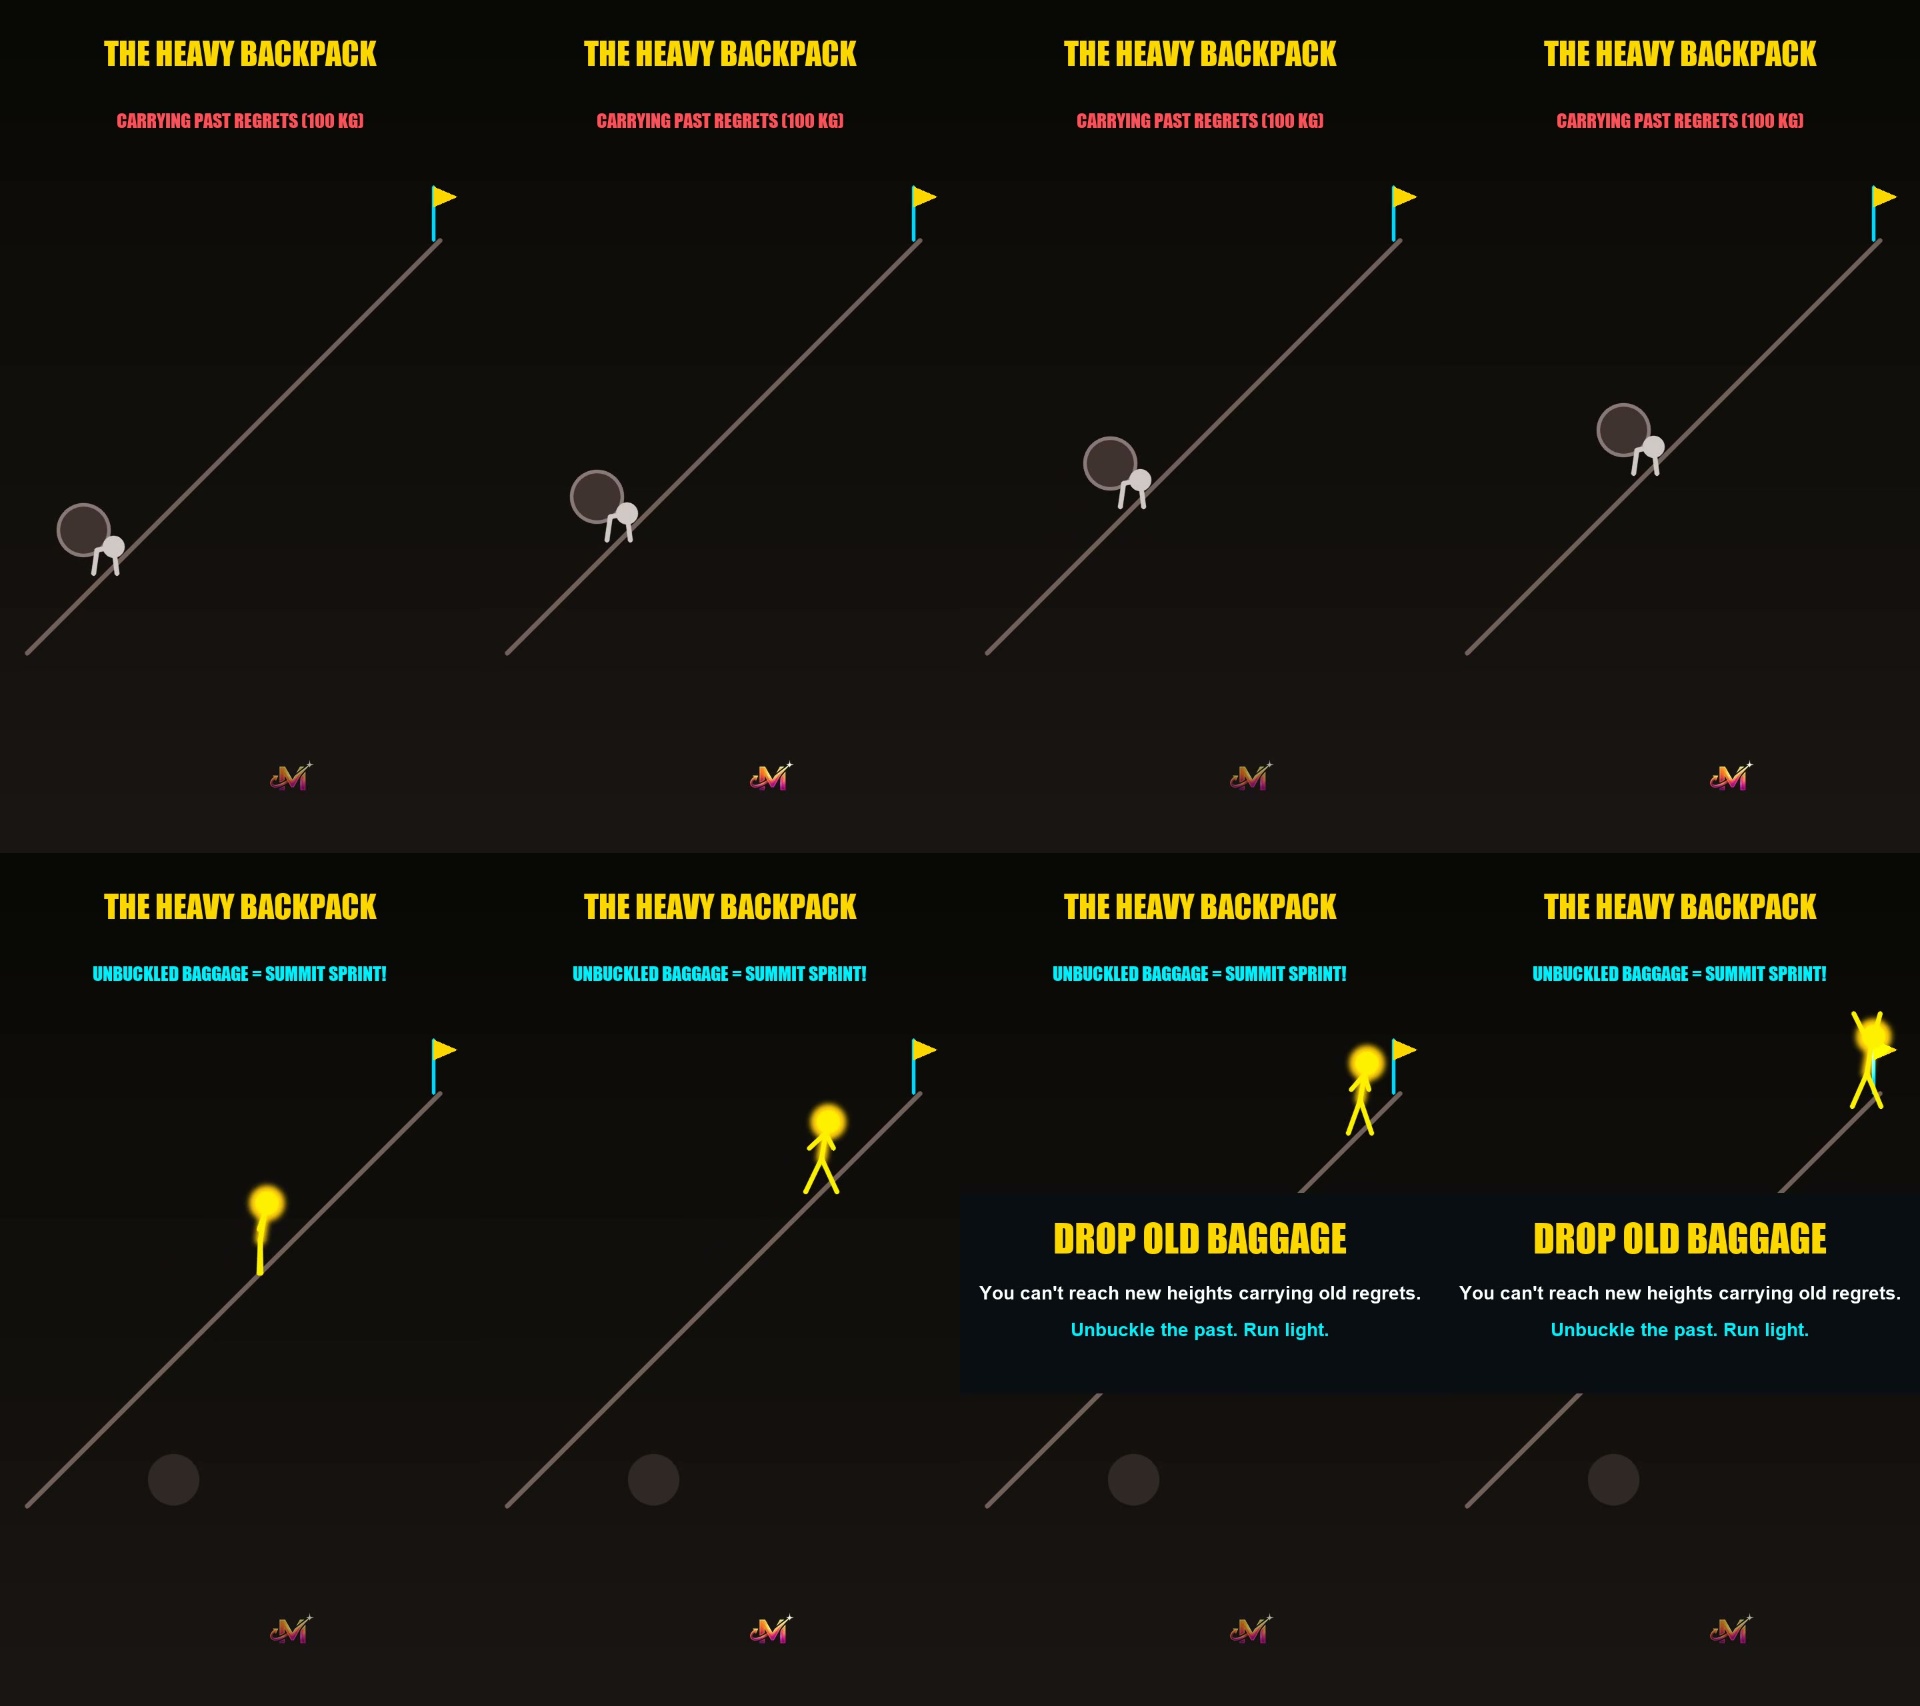 THE HEAVY BACKPACK
CARRYING PAST REGRETS (100 KG)
THE HEAVY BACKPACK
CARRYING PAST REGRETS (100 KG)
THE HEAVY BACKPACK
CARRYING PAST REGRETS (100 KG)
THE HEAVY BACKPACK
CARRYING PAST REGRETS (100 KG)
M
M
M
M
THE HEAVY BACKPACK
UNBUCKLED BAGGAGE = SUMMIT SPRINT!
THE HEAVY BACKPACK
UNBUCKLED BAGGAGE = SUMMIT SPRINT!
THE HEAVY BACKPACK
UNBUCKLED BAGGAGE = SUMMIT SPRINT!
DROP OLD BAGGAGE
You can't reach new heights carrying old regrets.
Unbuckle the past. Run light.
THE HEAVY BACKPACK
UNBUCKLED BAGGAGE = SUMMIT SPRINT!
DROP OLD BAGGAGE
You can't reach new heights carrying old regrets.
Unbuckle the past. Run light.
M
M
M
M